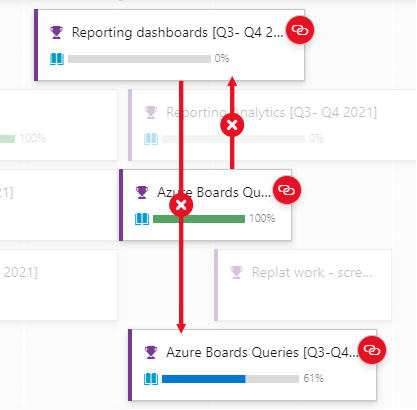 Reporting dashboards [Q3- Q4 2...
0%
Reporting Analytics [Q3- Q4 2021]
100%
0%
21]
Azure Boards Qu...
100%
2021]
Replat work - scre...
Azure Boards Queries [Q3-Q4...
61%